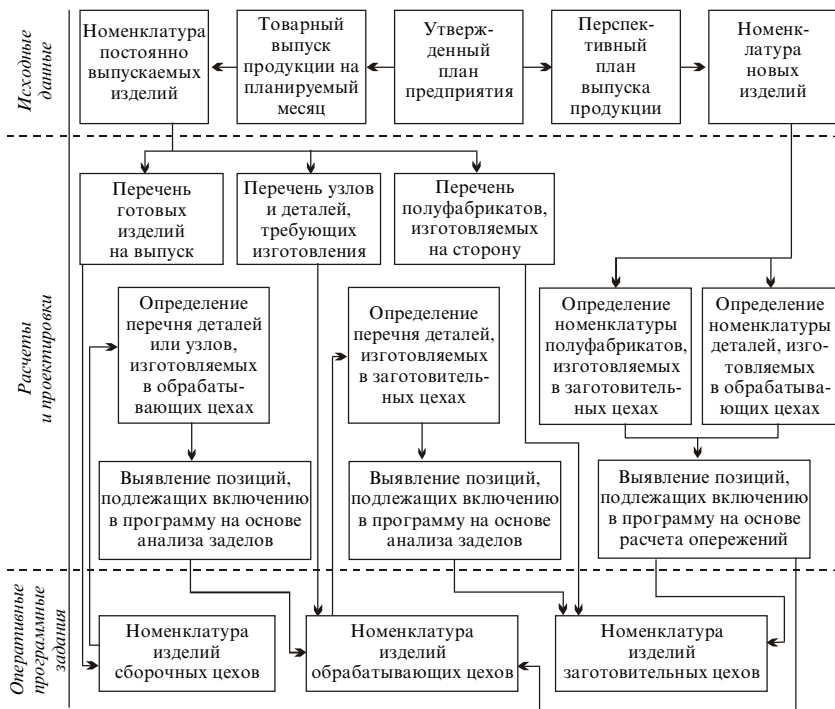 Исходные
данные
Номенклатура
постоянно
выпускаемых
изделий
Товарный
выпуск
продукции на
планируемый
месяц
Утверж-
денный
план
предприятия
Перспек-
тивный
план
выпуска
продукции
Номен-
клатура
новых
изделий
Расчеты
и проектировки
Перечень
готовых
изделий
на выпуск
Перечень узлов
и деталей,
требующих
изготовления
Перечень
полуфабрикатов,
изготовляемых
на сторону
Определение
перечня деталей
или узлов,
изготовляемых
в обрабаты-
вающих цехах
Определение
перечня деталей,
изготовляемых
в заготовитель-
ных цехах
Определение
номенклатуры
полуфабрикатов,
изготовляемых
в заготовитель-
ных цехах
Определение
номенклатуры
деталей, изго-
товляемых
в обрабатыва-
ющих цехах
Выявление позиций,
подлежащих включению
в программу на основе
анализа заделов
Выявление позиций,
подлежащих включению
в программу на основе
анализа заделов
Выявление позиций,
подлежащих включению
в программу на основе
расчета опережений
Оперативные
программные
задания
Номенклатура
изделий
сборочных цехов
Номенклатура
изделий
обрабатывающих цехов
Номенклатура
изделий
заготовительных цехов